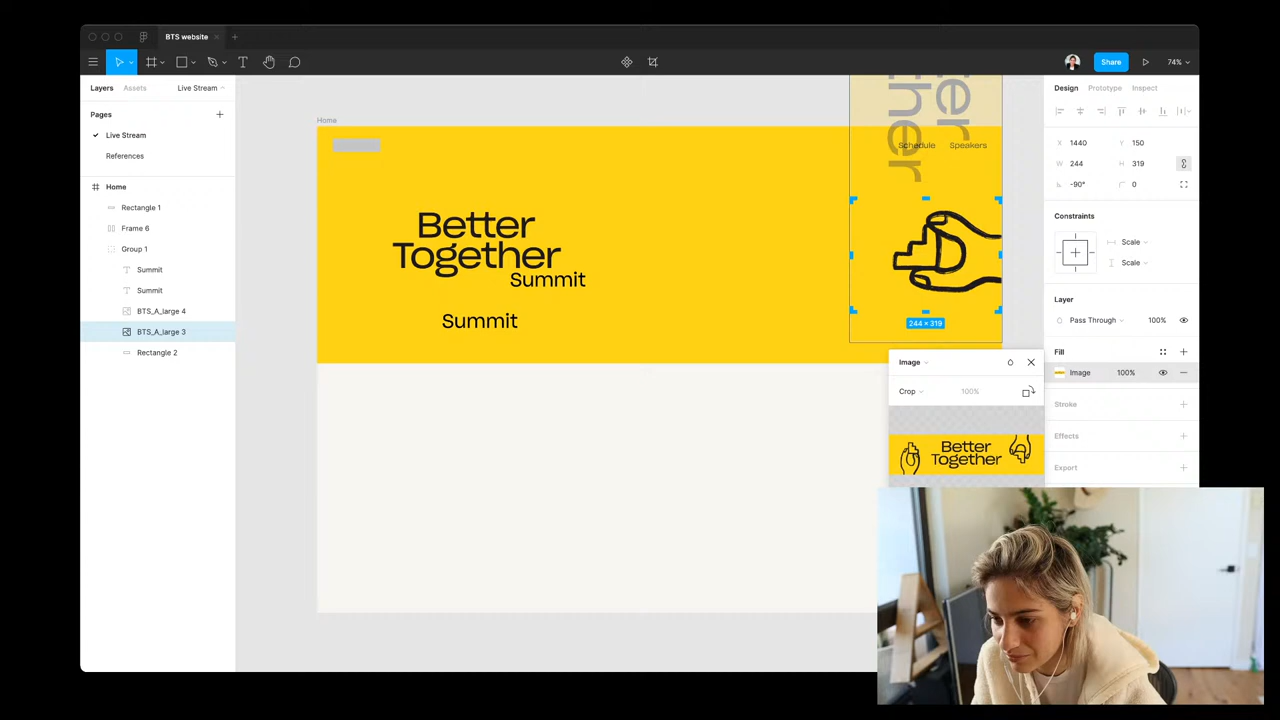 BTS website
Share
74%
Layers
Assets
Live Stream
Pages
Live Stream
References
Home
Rectangle 1
Frame 6
Group 1
Summit
Summit
BTS_A_large 4
BTS_A_large 3
Rectangle 2
Home
Better
Together
Summit
Summit
ter
ther
Schedule
Speakers
244 × 319
Image
Crop
100%
Better
Together
Design
Prototype
Inspect
X 1440
Y 150
W 244
H 319
-90°
0
Constraints
Scale
Scale
Layer
Pass Through
100%
Fill
Image
100%
Stroke
Effects
Export